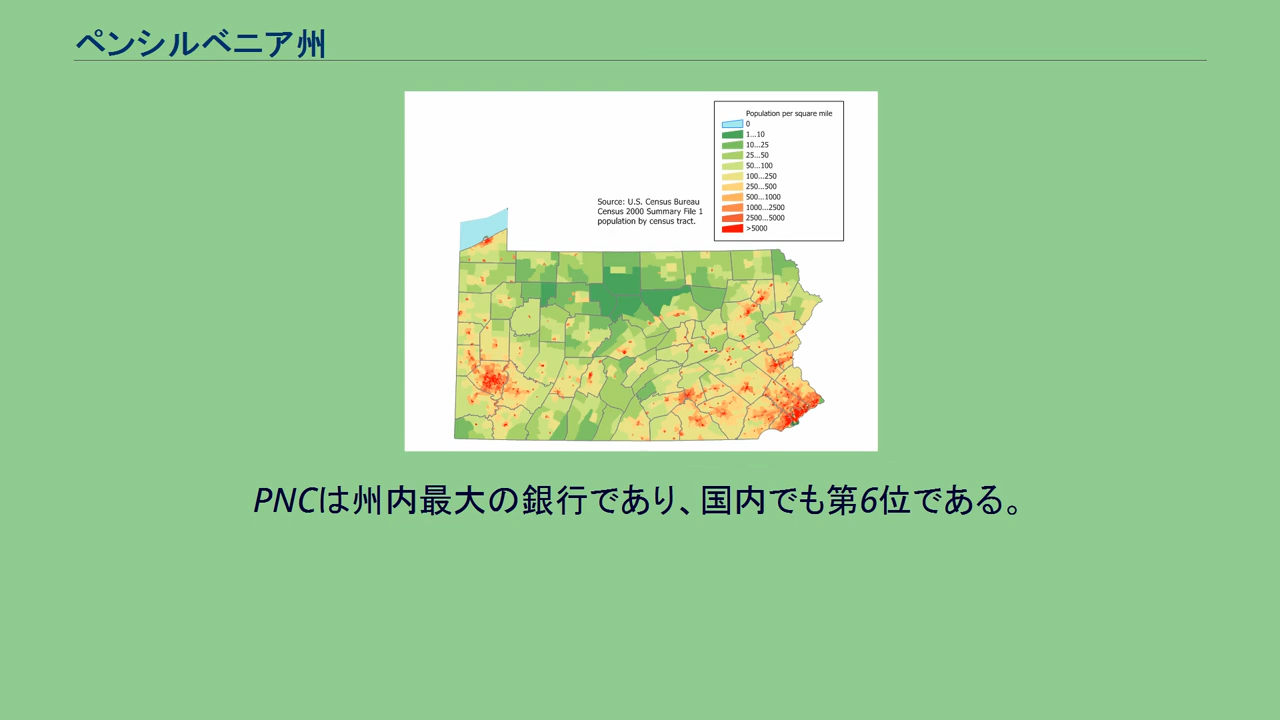 ペンシルベニア州
Population per square mile
0
1...10
10...25
25...50
50...100
100...250
250...500
500...1000
1000...2500
2500...5000
>5000
Source: U.S. Census Bureau
Census 2000 Summary File 1
population by census tract.
PNCは州内最大の銀行であり、国内でも第6位である。